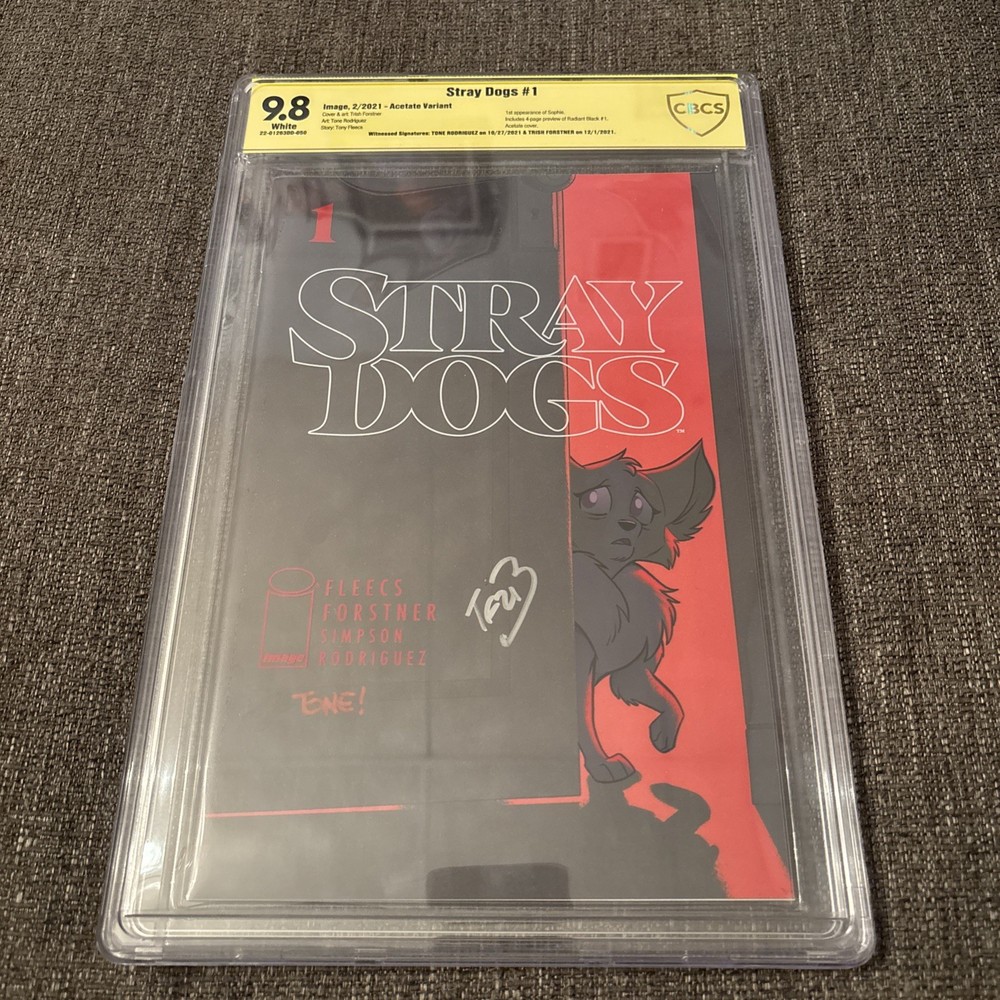 Stray Dogs #1
9.8
White
Image, 2/2021 - Acetate Variant
Cover & art: Trish Forstner
Art: Tone Rodriguez
Story: Tony Fleecs
1st appearance of Sophie.
Includes 4-page preview of Radiant Black #1.
Acetate cover.
Witnessed Signatures: TONE RODRIGUEZ on 10/27/2021 & TRISH FORSTNER on 12/1/2021.
CBCS
1
STRAY
DOGS™
FLEECS
FORSTNER
SIMPSON
RODRIGUEZ
image
TONE!